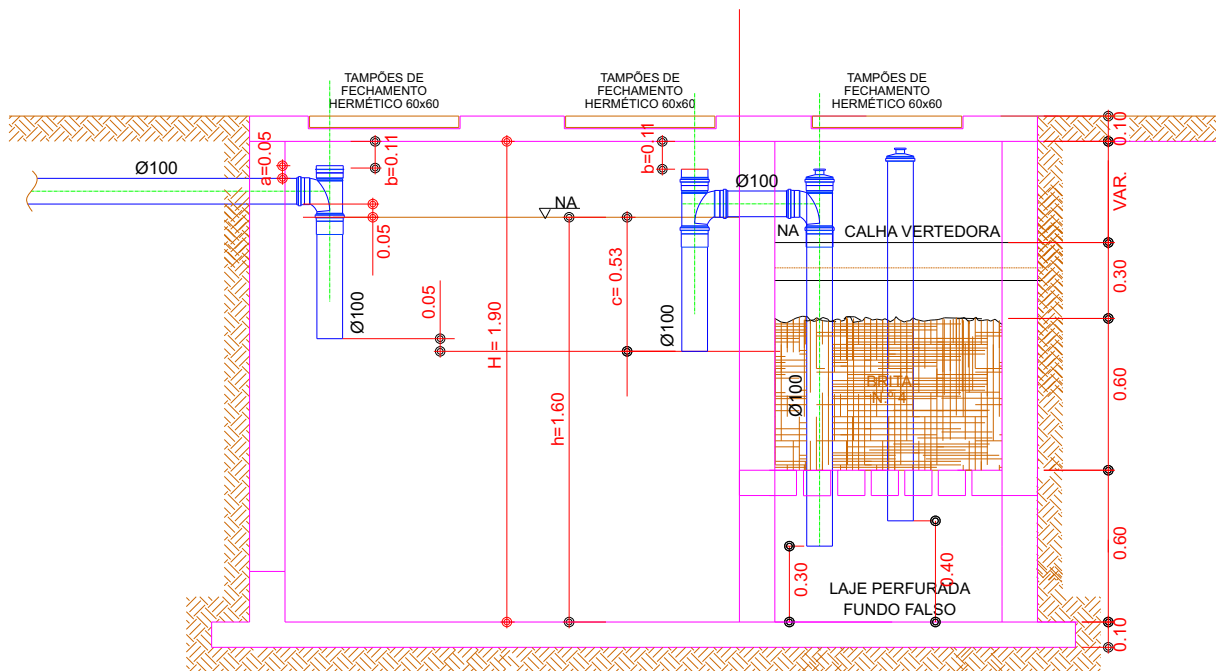 TAMPÕES DE
FECHAMENTO
HERMÉTICO 60x60
TAMPÕES DE
FECHAMENTO
HERMÉTICO 60x60
TAMPÕES DE
FECHAMENTO
HERMÉTICO 60x60
0.10
a=0.05
b=0.11
b=0.11
Ø100
Ø100
VAR.
NA
NA
CALHA VERTEDORA
0.05
c= 0.53
0.30
0.05
Ø100
Ø100
H = 1.90
h=1.60
Ø100
BRITA
N.º 4
0.60
0.60
0.30
0.40
LAJE PERFURADA
FUNDO FALSO
0.10